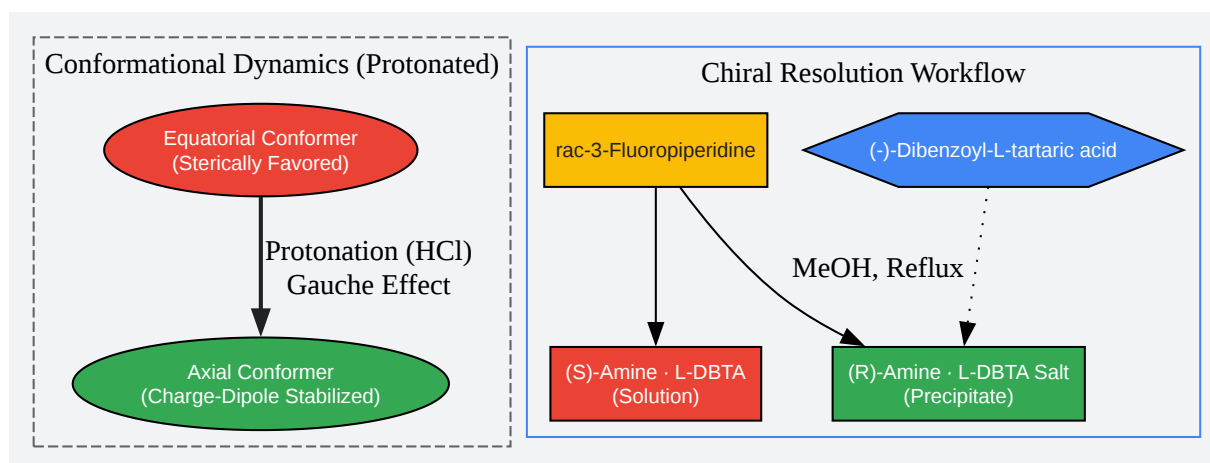 Conformational Dynamics (Protonated)
Equatorial Conformer
(Sterically Favored)
Protonation (HCl)
Gauche Effect
Axial Conformer
(Charge-Dipole Stabilized)
Chiral Resolution Workflow
rac-3-Fluoropiperidine
(-)-Dibenzoyl-L-tartaric acid
MeOH, Reflux
(S)-Amine · L-DBTA
(Solution)
(R)-Amine · L-DBTA Salt
(Precipitate)